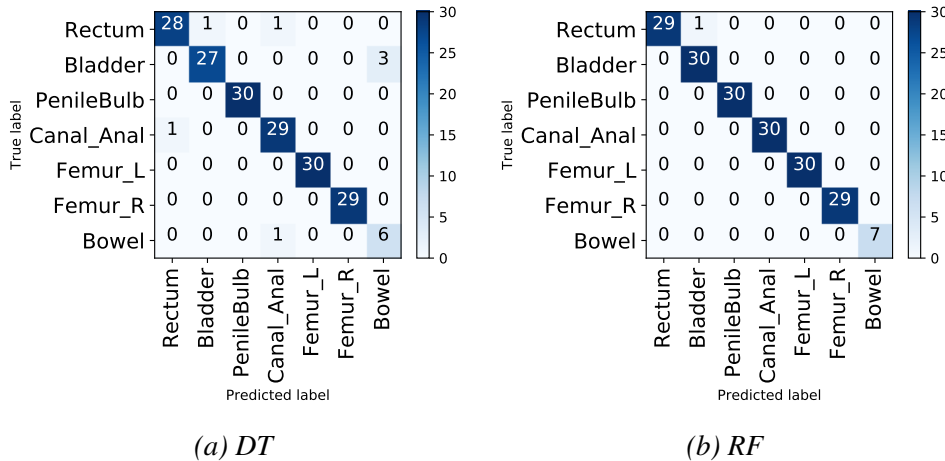 Rectum 28 1 0 1 0 0 0
Bladder 0 27 0 0 0 0 3
PenileBulb 0 0 30 0 0 0 0
Canal_Anal 1 0 0 29 0 0 0
Femur_L 0 0 0 0 30 0 0
Femur_R 0 0 0 0 0 29 0
Bowel 0 0 0 1 0 0 6
True label
Rectum Bladder PenileBulb Canal_Anal Femur_L Femur_R Bowel
Predicted label
30
25
20
15
10
5
0
(a) DT
Rectum 29 1 0 0 0 0 0
Bladder 0 30 0 0 0 0 0
PenileBulb 0 0 30 0 0 0 0
Canal_Anal 0 0 0 30 0 0 0
Femur_L 0 0 0 0 30 0 0
Femur_R 0 0 0 0 0 29 0
Bowel 0 0 0 0 0 0 7
True label
Rectum Bladder PenileBulb Canal_Anal Femur_L Femur_R Bowel
Predicted label
30
25
20
15
10
5
0
(b) RF